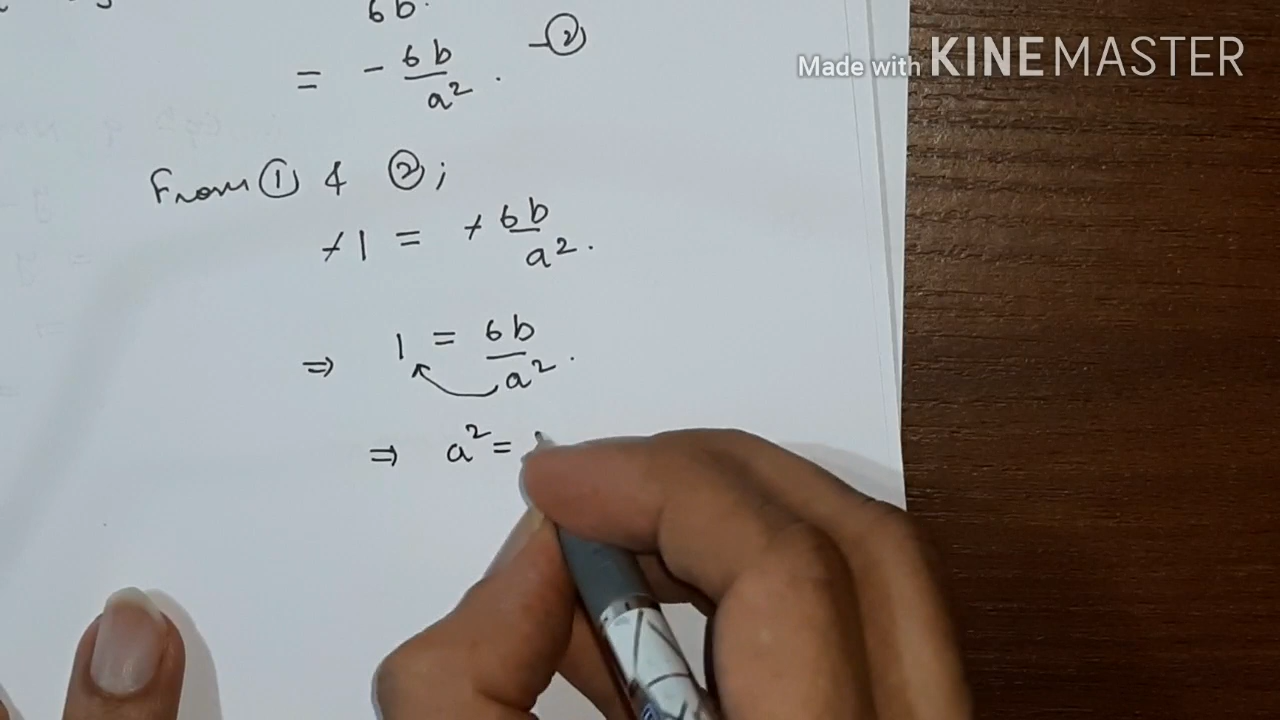 6b.
= - 6b/a² . -②
Made with KINEMASTER
From ① & ②;
+1 = + 6b/a² .
⇒ 1 = 6b/a² .
⇒ a² =